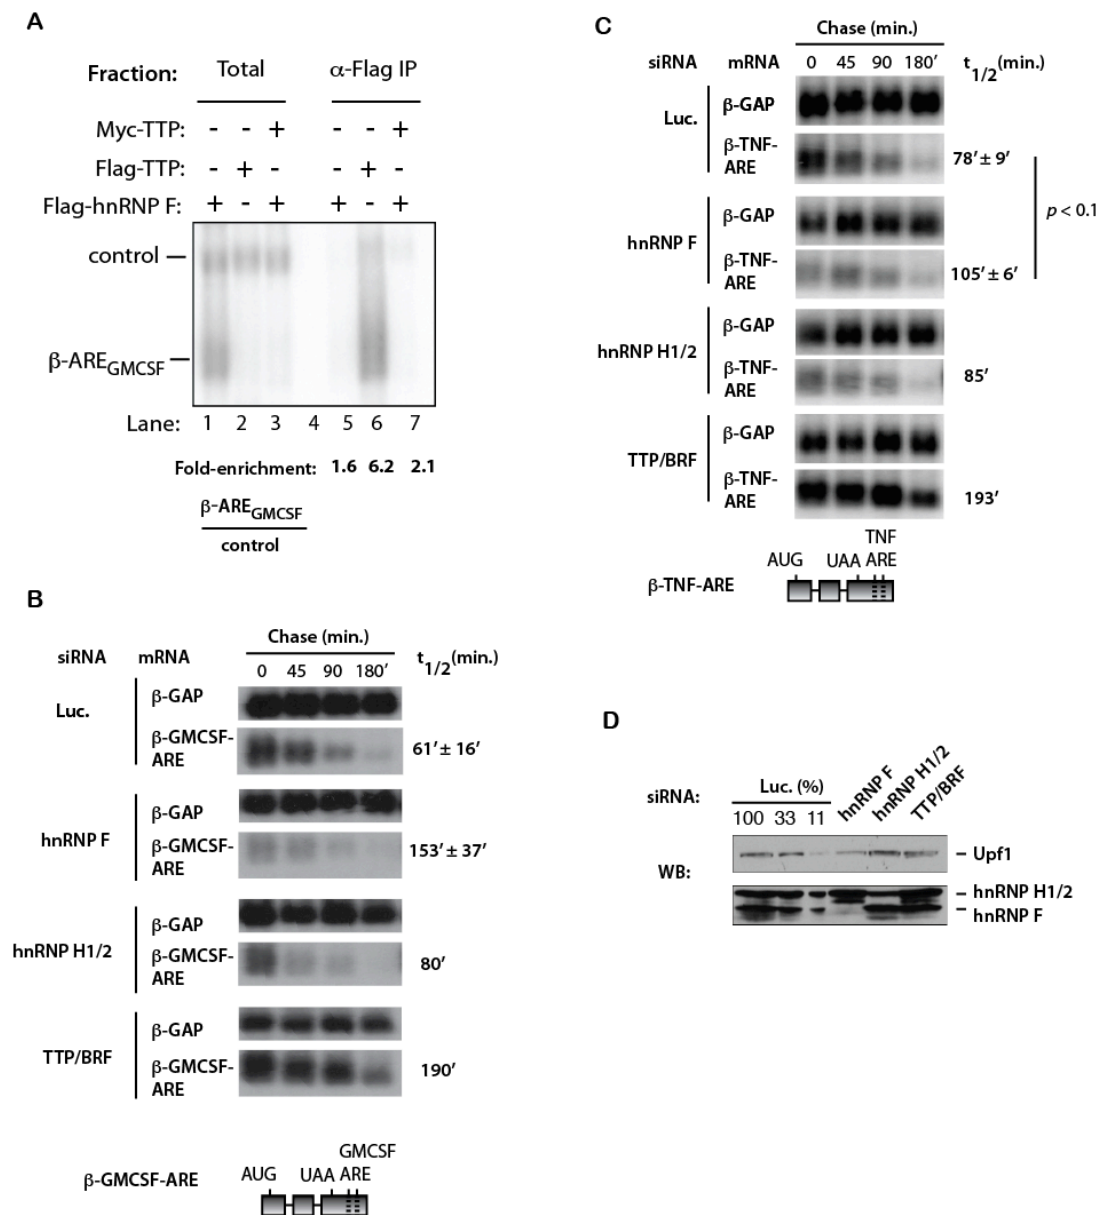 A
Fraction: Total α-Flag IP
Myc-TTP: - - + - - +
Flag-TTP: - + - - + -
Flag-hnRNP F: + - + + - +
control
β-ARE GMCSF
Lane: 1 2 3 4 5 6 7
Fold-enrichment: 1.6 6.2 2.1
β-ARE GMCSF
control
B
Chase (min.)
siRNA mRNA 0 45 90 180′ t 1/2 (min.)
Luc.
β-GAP
β-GMCSF-
ARE
61′ ± 16′
hnRNP F
β-GAP
β-GMCSF-
ARE
153′ ± 37′
hnRNP H1/2
β-GAP
β-GMCSF-
ARE
80′
TTP/BRF
β-GAP
β-GMCSF-
ARE
190′
GMCSF
AUG UAA ARE
β-GMCSF-ARE
C
Chase (min.)
siRNA mRNA 0 45 90 180′ t 1/2 (min.)
Luc.
β-GAP
β-TNF-
ARE
78′ ± 9′
hnRNP F
β-GAP
β-TNF-
ARE
105′ ± 6′
p < 0.1
hnRNP H1/2
β-GAP
β-TNF-
ARE
85′
TTP/BRF
β-GAP
β-TNF-
ARE
193′
TNF
AUG UAA ARE
β-TNF-ARE
D
siRNA: Luc. (%) hnRNP F hnRNP H1/2 TTP/BRF
100 33 11
WB:
– Upf1
– hnRNP H1/2
– hnRNP F